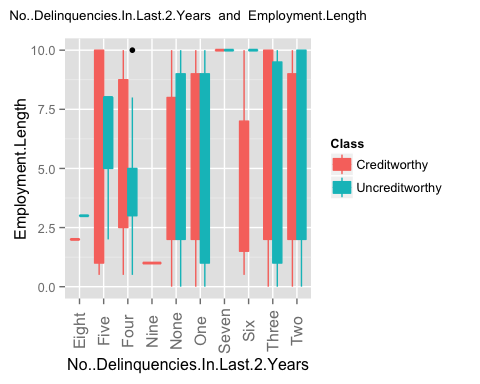 No..Delinquencies.In.Last.2.Years and Employment.Length
10.0
7.5
5.0
2.5
0.0
Employment.Length
Eight
Five
Four
Nine
None
One
Seven
Six
Three
Two
No..Delinquencies.In.Last.2.Years
Class
Creditworthy
Uncreditworthy